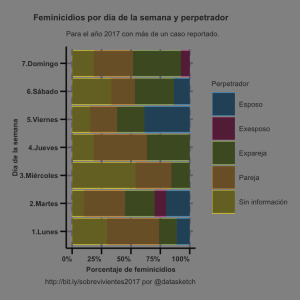 Feminicidios por dia de la semana y perpetrador
Para el año 2017 con más de un caso reportado.
Dia de la semana
7.Domingo
6.Sábado
5.Viernes
4.Jueves
3.Miércoles
2.Martes
1.Lunes
0%
25%
50%
75%
100%
Porcentaje de feminicidios
http://bit.ly/sobrevivientes2017 por @datasketch
Perpetrador
Esposo
Exesposo
Expareja
Pareja
Sin información